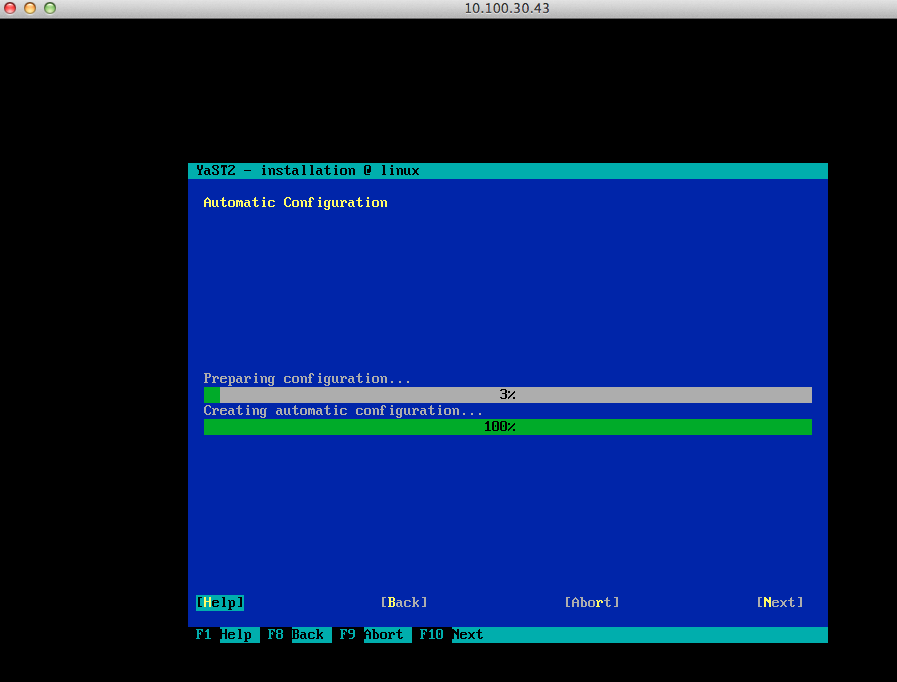 10.100.30.43
YaST2 - installation @ linux
Automatic Configuration
Preparing configuration...
3%
Creating automatic configuration...
100%
[Help] [Back] [Abort] [Next]
F1 Help F8 Back F9 Abort F10 Next